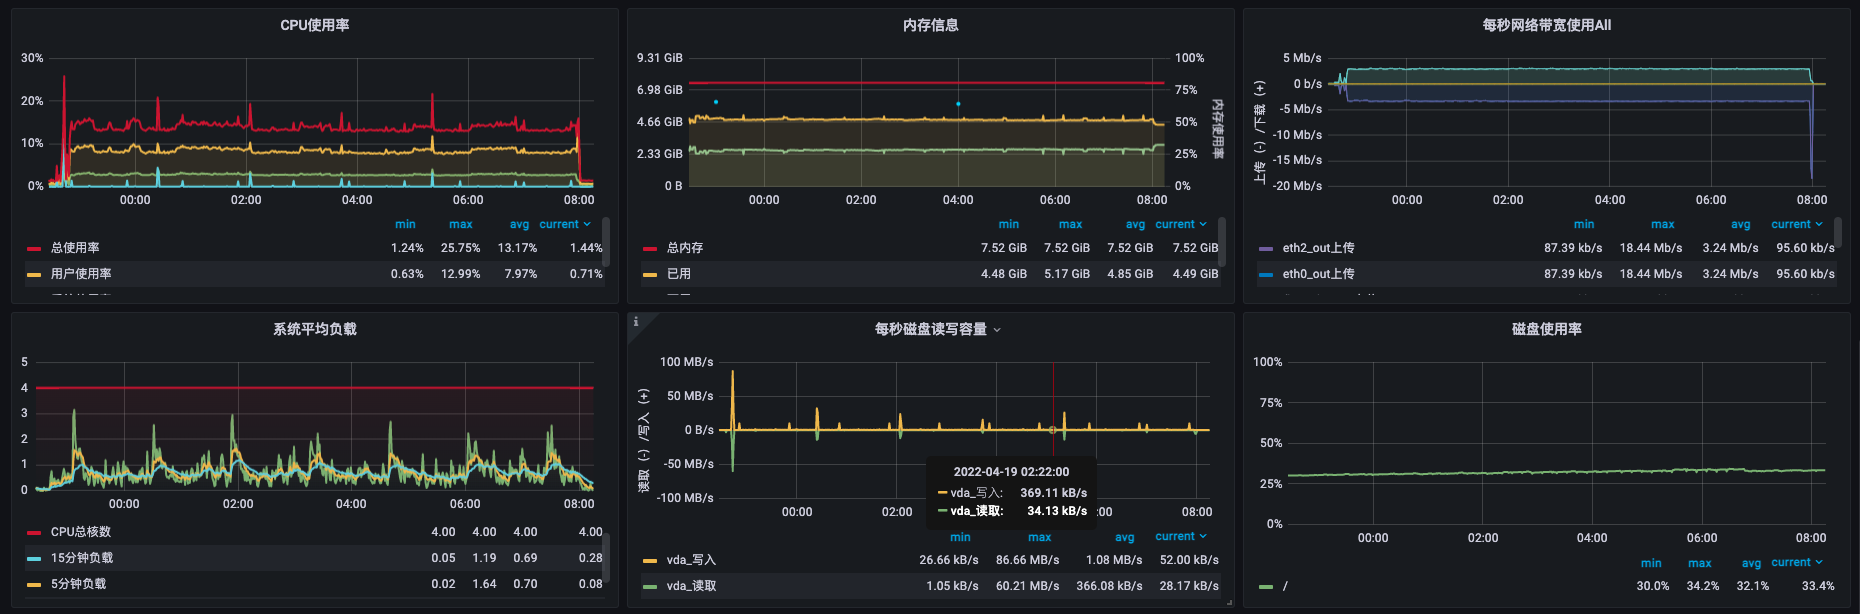 CPU使用率
30%
20%
10%
0%
00:00 02:00 04:00 06:00 08:00
min max avg current
总使用率 1.24% 25.75% 13.17% 1.44%
用户使用率 0.63% 12.99% 7.97% 0.71%
内存信息
9.31 GiB 100%
6.98 GiB 75%
4.66 GiB 50%
2.33 GiB 25%
0 B 0%
内存使用率
00:00 02:00 04:00 06:00 08:00
min max avg current
总内存 7.52 GiB 7.52 GiB 7.52 GiB 7.52 GiB
已用 4.48 GiB 5.17 GiB 4.85 GiB 4.49 GiB
每秒网络带宽使用All
上传 (-) /下载 (+)
5 Mb/s
0 b/s
-5 Mb/s
-10 Mb/s
-15 Mb/s
-20 Mb/s
00:00 02:00 04:00 06:00 08:00
min max avg current
eth2_out上传 87.39 kb/s 18.44 Mb/s 3.24 Mb/s 95.60 kb/s
eth0_out上传 87.39 kb/s 18.44 Mb/s 3.24 Mb/s 95.60 kb/s
系统平均负载
5
4
3
2
1
0
00:00 02:00 04:00 06:00 08:00
CPU总核数 4.00 4.00 4.00 4.00
15分钟负载 0.05 1.19 0.69 0.28
5分钟负载 0.02 1.64 0.70 0.08
i
每秒磁盘读写容量
读取 (-) /写入 (+)
100 MB/s
50 MB/s
0 B/s
-50 MB/s
-100 MB/s
00:00 02:00 :00 08:00
2022-04-19 02:22:00
vda_写入: 369.11 kB/s
vda_读取: 34.13 kB/s
min max avg current
vda_写入 26.66 kB/s 86.66 MB/s 1.08 MB/s 52.00 kB/s
vda_读取 1.05 kB/s 60.21 MB/s 366.08 kB/s 28.17 kB/s
磁盘使用率
100%
75%
50%
25%
0%
00:00 02:00 04:00 06:00 08:00
min max avg current
/ 30.0% 34.2% 32.1% 33.4%